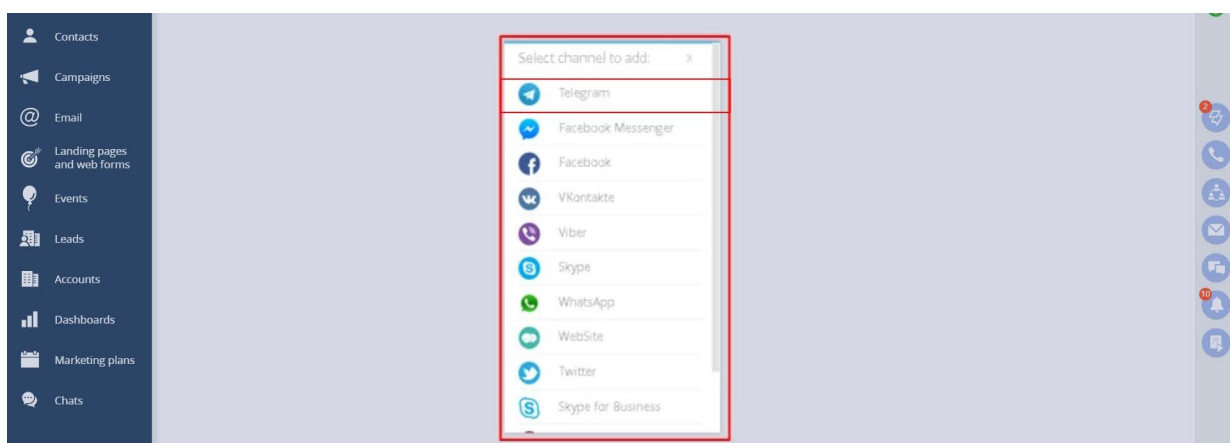 Contacts
Campaigns
Email
Landing pages
and web forms
Events
Leads
Accounts
Dashboards
Marketing plans
Chats
Select channel to add:
X
Telegram
Facebook Messenger
Facebook
VKontakte
Viber
Skype
WhatsApp
WebSite
Twitter
Skype for Business
2
10